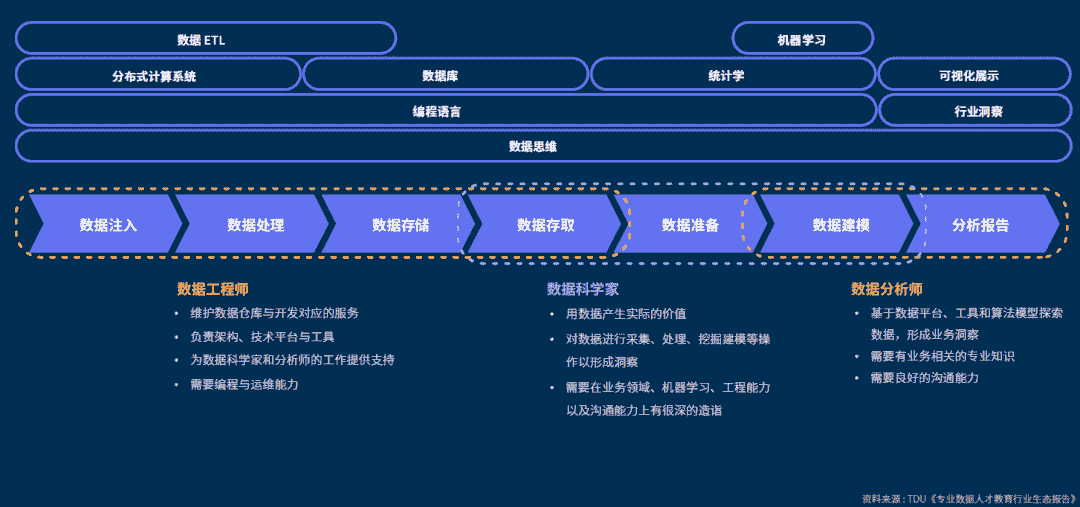 数据 ETL
机器学习
分布式计算系统
数据库
统计学
可视化展示
编程语言
行业洞察
数据思维
数据注入
数据处理
数据存储
数据存取
数据准备
数据建模
分析报告
数据工程师
• 维护数据仓库与开发对应的服务
• 负责架构、技术平台与工具
• 为数据科学家和分析师的工作提供支持
• 需要编程与运维能力
数据科学家
• 用数据产生实际的价值
• 对数据进行采集、处理、挖掘建模等操
作以形成洞察
• 需要在业务领域、机器学习、工程能力
以及沟通能力上有很深的造诣
数据分析师
• 基于数据平台、工具和算法模型探索
数据，形成业务洞察
• 需要有业务相关的专业知识
• 需要良好的沟通能力
资料来源 : TDU《专业数据人才教育行业生态报告》